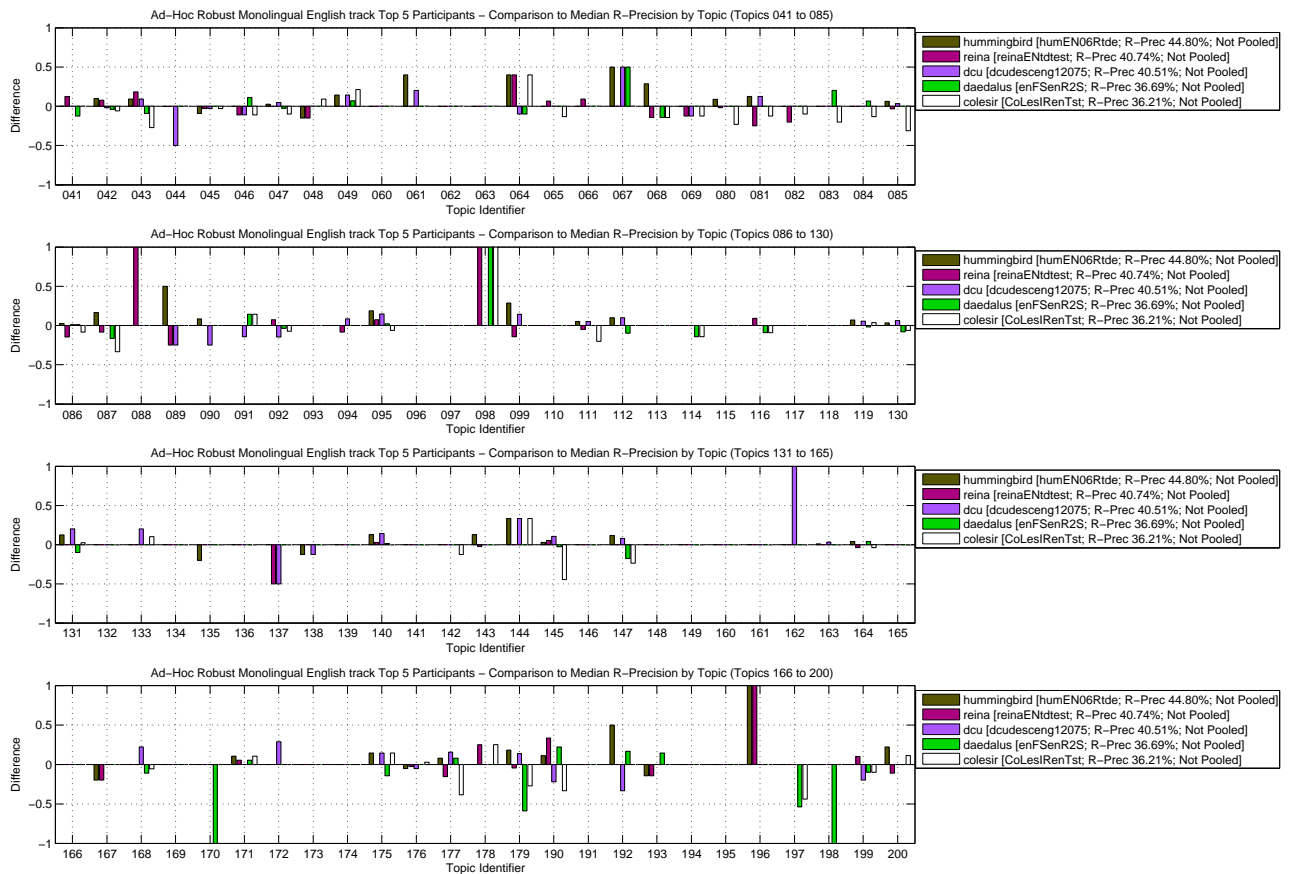 Ad−Hoc Robust Monolingual English track Top 5 Participants − Comparison to Median R−Precision by Topic (Topics 041 to 085)
1
0.5
0
−0.5
−1
Difference
041 042 043 044 045 046 047 048 049 060 061 062 063 064 065 066 067 068 069 080 081 082 083 084 085
Topic Identifier
hummingbird [humEN06Rtde; R−Prec 44.80%; Not Pooled]
reina [reinaENtdtest; R−Prec 40.74%; Not Pooled]
dcu [dcudesceng12075; R−Prec 40.51%; Not Pooled]
daedalus [enFSenR2S; R−Prec 36.69%; Not Pooled]
colesir [CoLesIRenTst; R−Prec 36.21%; Not Pooled]
Ad−Hoc Robust Monolingual English track Top 5 Participants − Comparison to Median R−Precision by Topic (Topics 086 to 130)
1
0.5
0
−0.5
−1
Difference
086 087 088 089 090 091 092 093 094 095 096 097 098 099 110 111 112 113 114 115 116 117 118 119 130
Topic Identifier
hummingbird [humEN06Rtde; R−Prec 44.80%; Not Pooled]
reina [reinaENtdtest; R−Prec 40.74%; Not Pooled]
dcu [dcudesceng12075; R−Prec 40.51%; Not Pooled]
daedalus [enFSenR2S; R−Prec 36.69%; Not Pooled]
colesir [CoLesIRenTst; R−Prec 36.21%; Not Pooled]
Ad−Hoc Robust Monolingual English track Top 5 Participants − Comparison to Median R−Precision by Topic (Topics 131 to 165)
1
0.5
0
−0.5
−1
Difference
131 132 133 134 135 136 137 138 139 140 141 142 143 144 145 146 147 148 149 160 161 162 163 164 165
Topic Identifier
hummingbird [humEN06Rtde; R−Prec 44.80%; Not Pooled]
reina [reinaENtdtest; R−Prec 40.74%; Not Pooled]
dcu [dcudesceng12075; R−Prec 40.51%; Not Pooled]
daedalus [enFSenR2S; R−Prec 36.69%; Not Pooled]
colesir [CoLesIRenTst; R−Prec 36.21%; Not Pooled]
Ad−Hoc Robust Monolingual English track Top 5 Participants − Comparison to Median R−Precision by Topic (Topics 166 to 200)
1
0.5
0
−0.5
−1
Difference
166 167 168 169 170 171 172 173 174 175 176 177 178 179 190 191 192 193 194 195 196 197 198 199 200
Topic Identifier
hummingbird [humEN06Rtde; R−Prec 44.80%; Not Pooled]
reina [reinaENtdtest; R−Prec 40.74%; Not Pooled]
dcu [dcudesceng12075; R−Prec 40.51%; Not Pooled]
daedalus [enFSenR2S; R−Prec 36.69%; Not Pooled]
colesir [CoLesIRenTst; R−Prec 36.21%; Not Pooled]